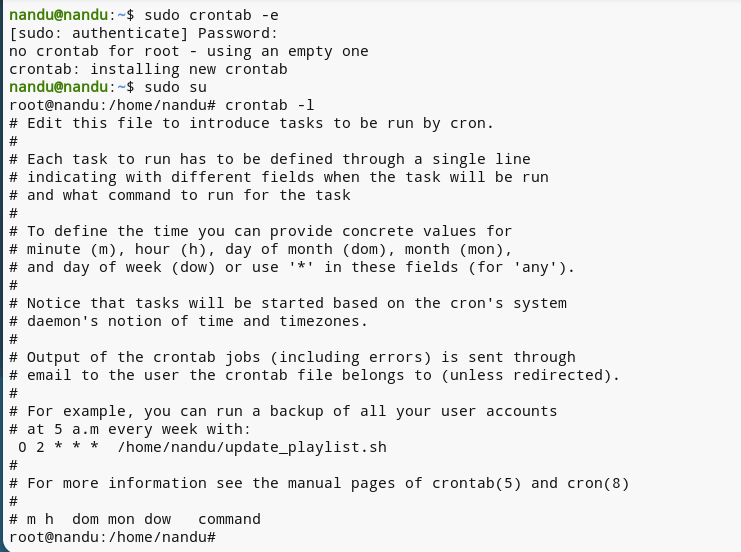 nandu@nandu:~$ sudo crontab -e
[sudo: authenticate] Password:
no crontab for root - using an empty one
crontab: installing new crontab
nandu@nandu:~$ sudo su
root@nandu:/home/nandu# crontab -l
# Edit this file to introduce tasks to be run by cron.
#
# Each task to run has to be defined through a single line
# indicating with different fields when the task will be run
# and what command to run for the task
#
# To define the time you can provide concrete values for
# minute (m), hour (h), day of month (dom), month (mon),
# and day of week (dow) or use '*' in these fields (for 'any').
#
# Notice that tasks will be started based on the cron's system
# daemon's notion of time and timezones.
#
# Output of the crontab jobs (including errors) is sent through
# email to the user the crontab file belongs to (unless redirected).
#
# For example, you can run a backup of all your user accounts
# at 5 a.m every week with:
 0 2 * * *  /home/nandu/update_playlist.sh
#
# For more information see the manual pages of crontab(5) and cron(8)
#
# m h  dom mon dow   command
root@nandu:/home/nandu#